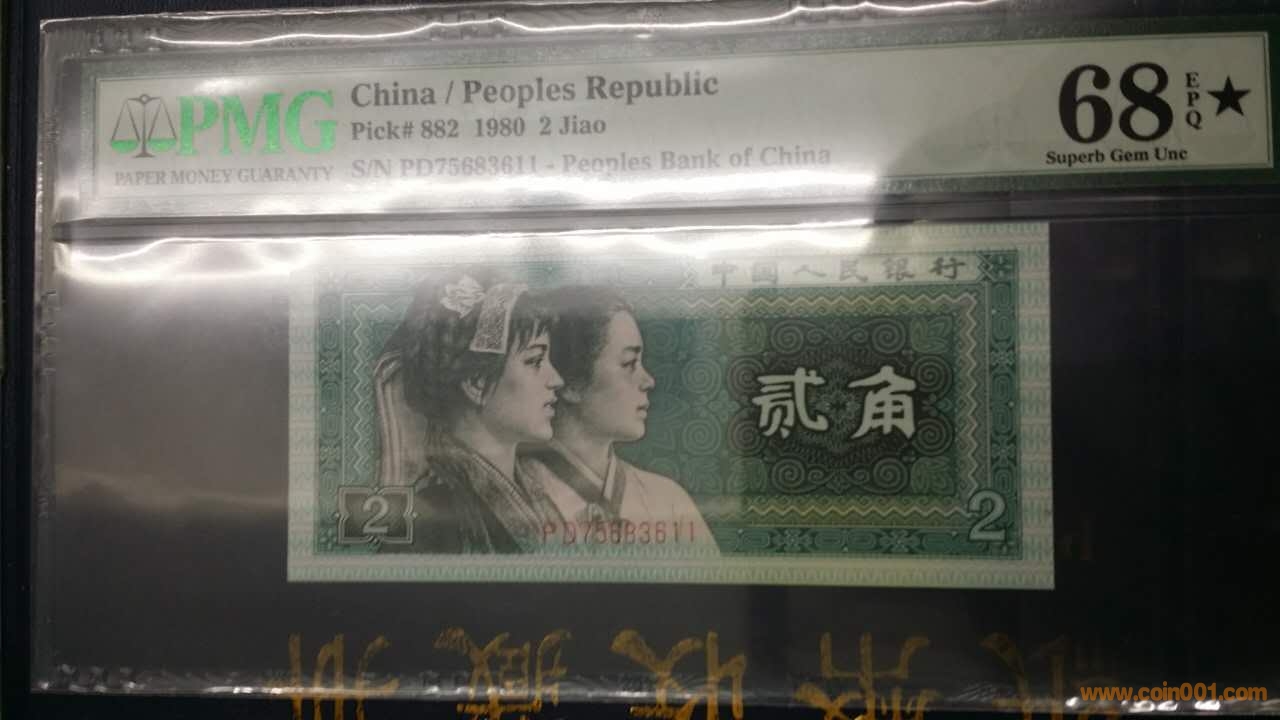 PMG
PAPER MONEY GUARANTY
China / Peoples Republic
Pick# 882 1980 2 Jiao
S/N PD75683611 - Peoples Bank of China
68 EPQ ★
Superb Gem Unc
中国人民银行
贰角
2
2
PD75683611
www.coin001.com